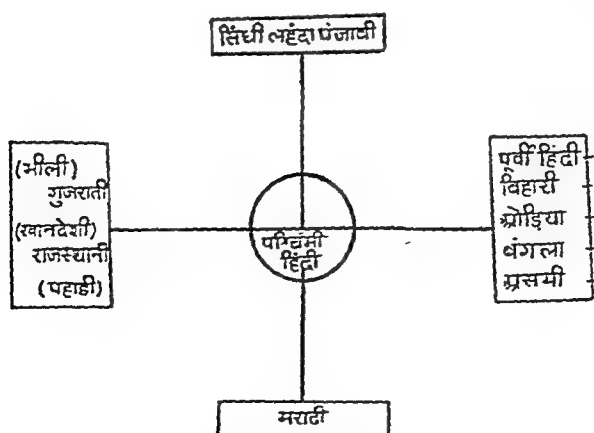 सिंधी लहंदा पंजाबी
(भीली)
गुजराती
(खानदेशी)
राजस्थानी
(पहाडी)
पश्चिमी
हिंदी
पूर्वी हिंदी
बिहारी
ओड़िया
बंगला
असमी
मराठी